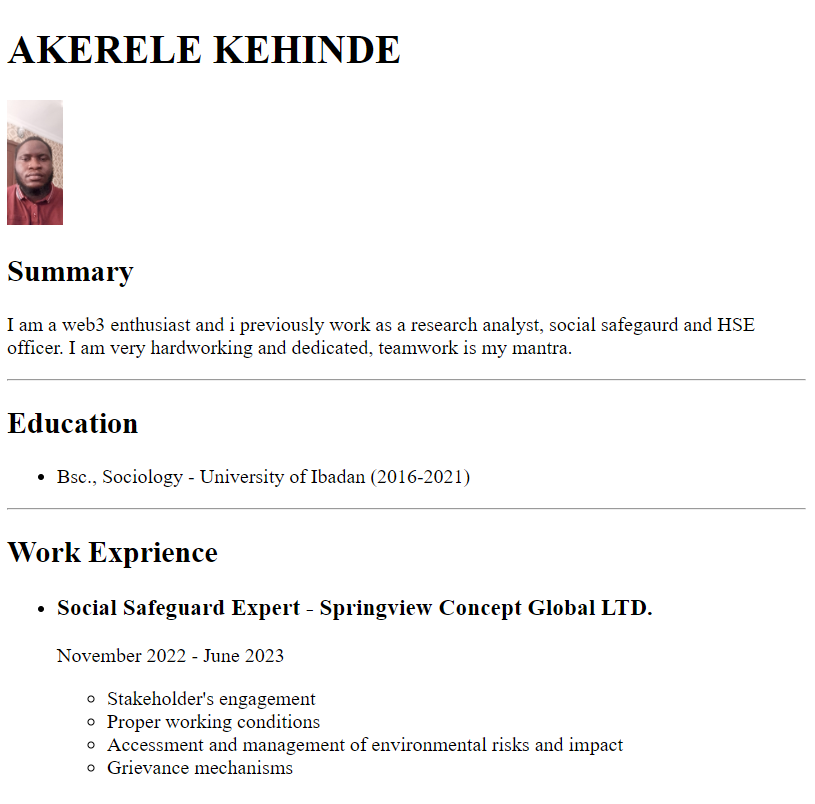 AKERELE KEHINDE
Summary
I am a web3 enthusiast and i previously work as a research analyst, social safegaurd and HSE
officer. I am very hardworking and dedicated, teamwork is my mantra.
Education
Bsc., Sociology - University of Ibadan (2016-2021)
Work Exprience
Social Safeguard Expert - Springview Concept Global LTD.
November 2022 - June 2023
Stakeholder's engagement
Proper working conditions
Accessment and management of environmental risks and impact
Grievance mechanisms